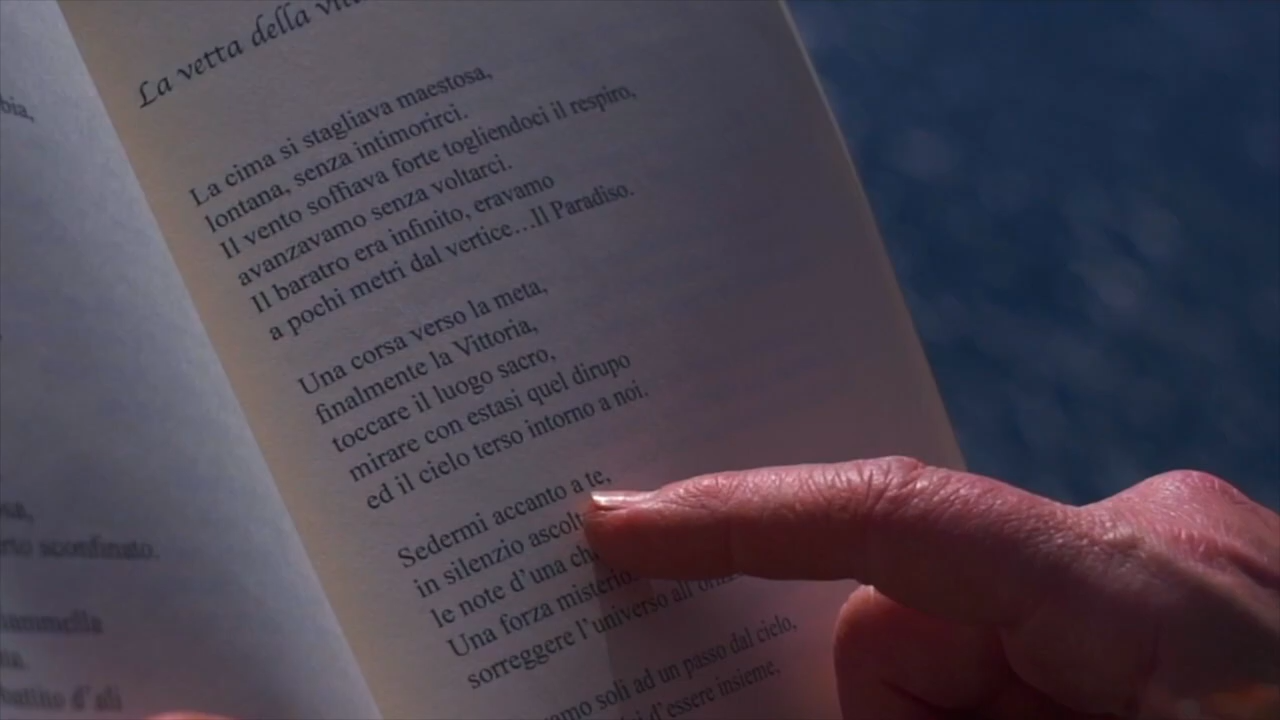 bia,
rto sconfinato.
La vetta della
La cima si stagliava maestosa,
lontana, senza intimorirci.
Il vento soffiava forte togliendoci il respiro,
avanzavamo senza voltarci.
Il baratro era infinito, eravamo
a pochi metri dal vertice…Il Paradiso.
Una corsa verso la meta,
finalmente la Vittoria,
toccare il luogo sacro,
mirare con estasi quel dirupo
ed il cielo terso intorno a noi.
Sedermi accanto a te,
in silenzio
le note d'una
Una forza
sorreggere l'universo
soli ad un passo dal cielo,
d'essere insieme,